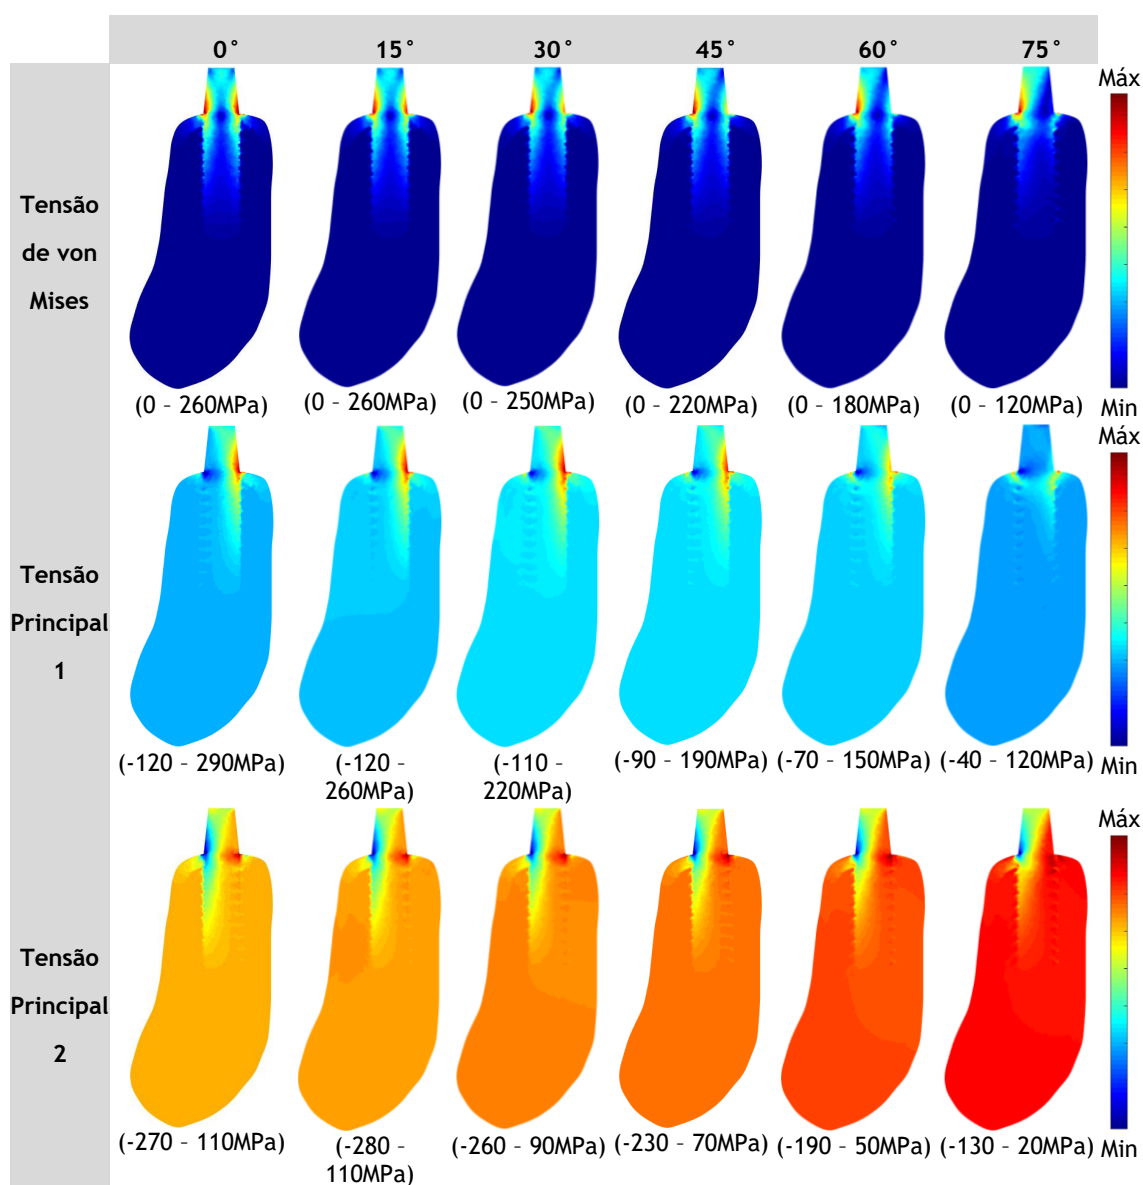 0° 15° 30° 45° 60° 75°
Máx
Tensão
de von
Mises
(0 – 260MPa) (0 – 260MPa) (0 – 250MPa) (0 – 220MPa) (0 – 180MPa) (0 – 120MPa)
Min
Máx
Tensão
Principal
1
(-120 – 290MPa) (-120 –
260MPa) (-110 –
220MPa) (-90 – 190MPa) (-70 – 150MPa) (-40 – 120MPa)
Min
Máx
Tensão
Principal
2
(-270 – 110MPa) (-280 –
110MPa) (-260 – 90MPa) (-230 – 70MPa) (-190 – 50MPa) (-130 – 20MPa)
Min